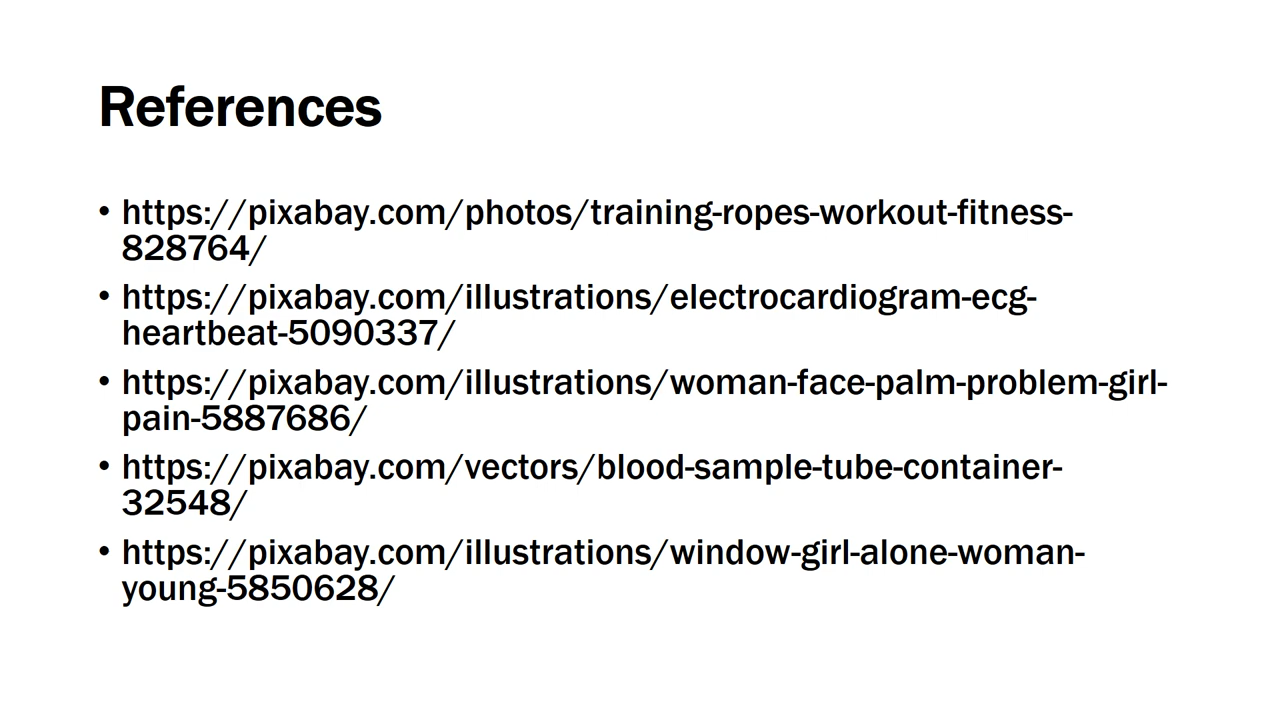 References
• https://pixabay.com/photos/training-ropes-workout-fitness-
828764/
• https://pixabay.com/illustrations/electrocardiogram-ecg-
heartbeat-5090337/
• https://pixabay.com/illustrations/woman-face-palm-problem-girl-
pain-5887686/
• https://pixabay.com/vectors/blood-sample-tube-container-
32548/
• https://pixabay.com/illustrations/window-girl-alone-woman-
young-5850628/